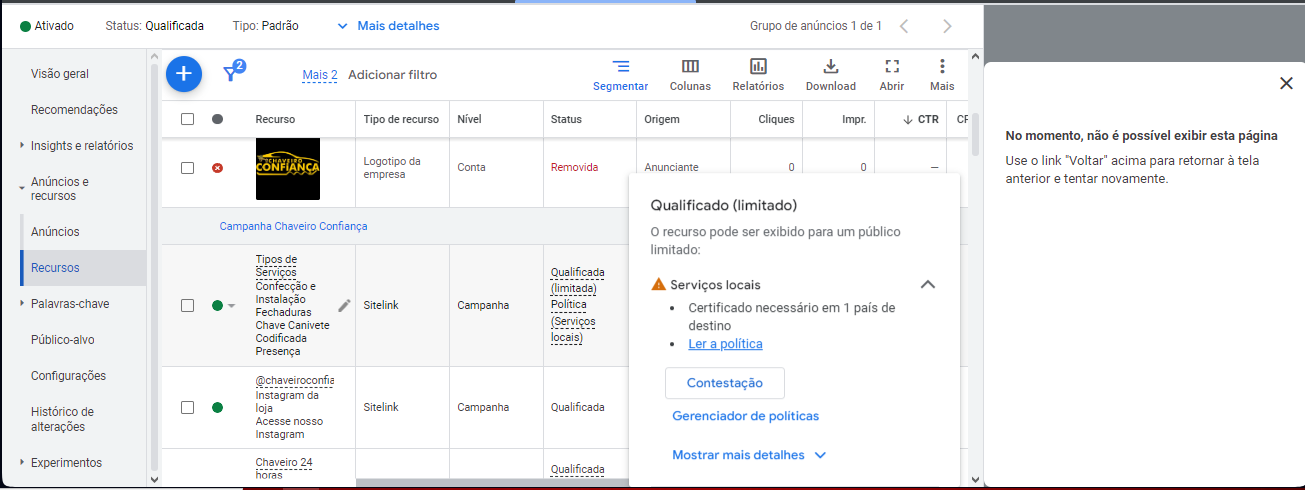 Ativado
Status: Qualificada
Tipo: Padrão
Mais detalhes
Grupo de anúncios 1 de 1
Visão geral
Recomendações
Insights e relatórios
Anúncios e
recursos
Anúncios
Recursos
Palavras-chave
Público-alvo
Configurações
Histórico de
alterações
Experimentos
2
Mais 2
Adicionar filtro
Segmentar
Colunas
Relatórios
Download
Abrir
Mais
Recurso
Tipo de recurso
Nível
Status
Origem
Cliques
Impr.
CTR
CHAVEIRO
CONFIANÇA
Logotipo da
empresa
Conta
Removida
Anunciante
0
0
—
Campanha Chaveiro Confiança
Tipos de
Serviços
Confecção e
Instalação
Fechaduras
Chave Canivete
Codificada
Presença
Sitelink
Campanha
Qualificada
(limitada)
Política
(Serviços
locais)
@chaveiroconfia
Instagram da
loja
Acesse nosso
Instagram
Sitelink
Campanha
Qualificada
Chaveiro 24
horas
Qualificada
Qualificado (limitado)
O recurso pode ser exibido para um público
limitado:
Serviços locais
• Certificado necessário em 1 país de
destino
• Ler a política
Contestação
Gerenciador de políticas
Mostrar mais detalhes
No momento, não é possível exibir esta página
Use o link "Voltar" acima para retornar à tela
anterior e tentar novamente.